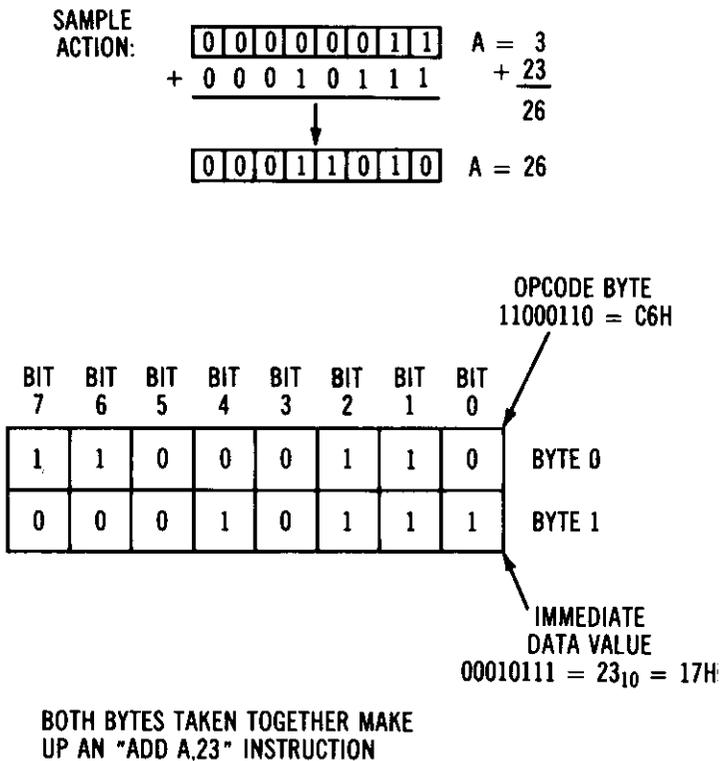 SAMPLE
ACTION:
0 0 0 0 0 0 1 1 A = 3
+ 0 0 0 1 0 1 1 1 + 23
26
0 0 0 1 1 0 1 0 A = 26
OPCODE BYTE
11000110 = C6H
BIT BIT BIT BIT BIT BIT BIT BIT
7 6 5 4 3 2 1 0
1 1 0 0 0 1 1 0 BYTE 0
0 0 0 1 0 1 1 1 BYTE 1
IMMEDIATE
DATA VALUE
00010111 = 23₁₀ = 17H
BOTH BYTES TAKEN TOGETHER MAKE
UP AN "ADD A,23" INSTRUCTION